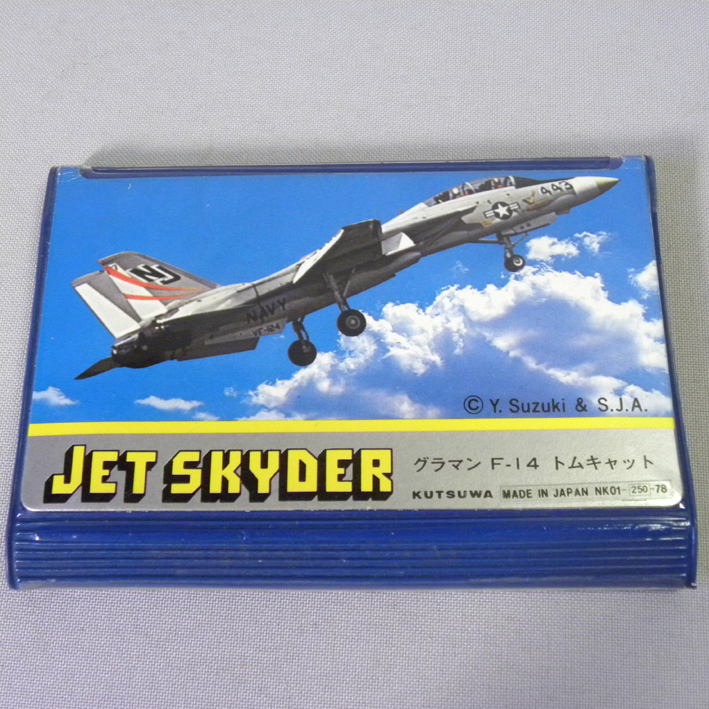 443
NJ
NAVY
VF-124
© Y. Suzuki & S.J.A.
JET SKYDER
グラマン F-14 トムキャット
KUTSUWA MADE IN JAPAN NK01-250-78